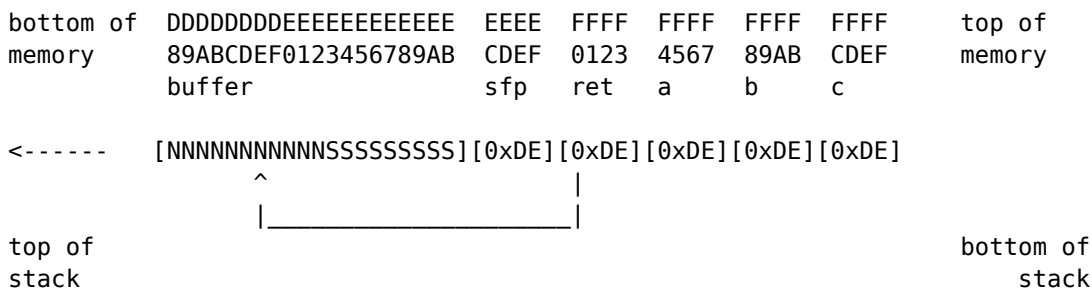 bottom of  DDDDDDDDEEEEEEEEEEEE  EEEE  FFFF  FFFF  FFFF  FFFF     top of
memory     89ABCDEF0123456789AB  CDEF  0123  4567  89AB  CDEF     memory
           buffer                sfp   ret   a     b     c
<------   [NNNNNNNNNNNSSSSSSSSS][0xDE][0xDE][0xDE][0xDE][0xDE]
                 ^                     |
                 |_____________________|
top of                                                            bottom of
stack                                                                 stack